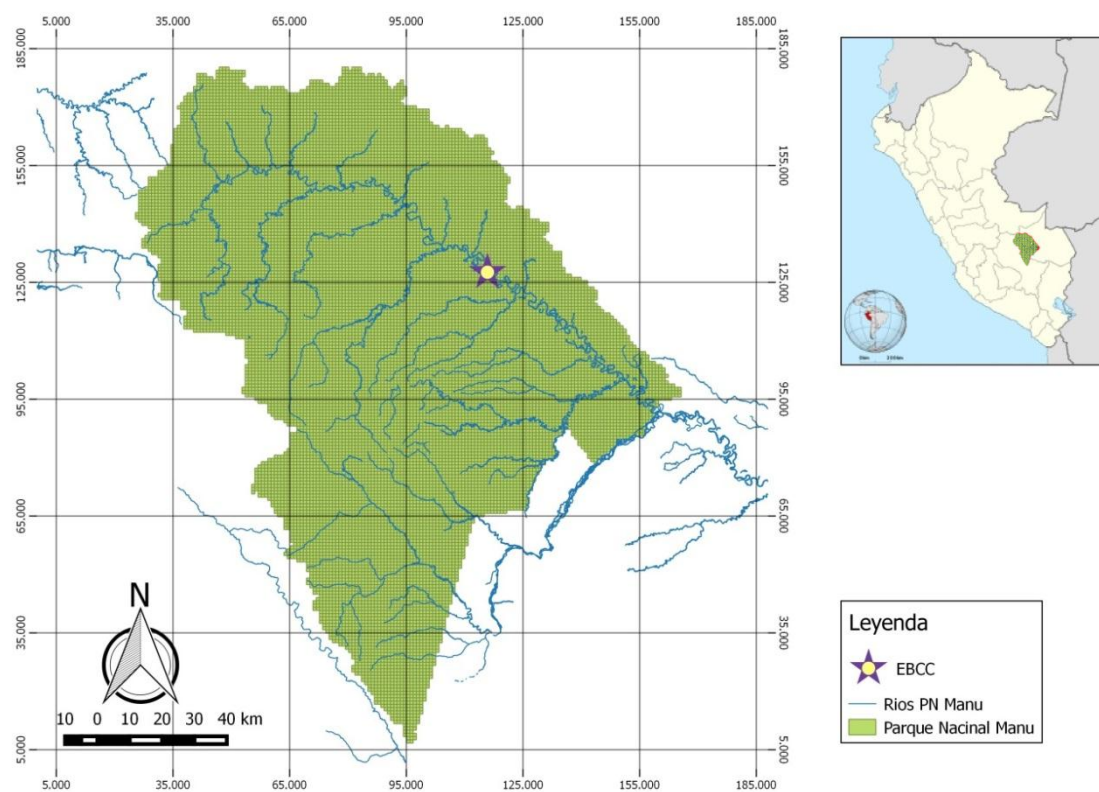 5.000 35.000 65.000 95.000 125.000 155.000 185.000
185.000 185.000
155.000 155.000
125.000 125.000
95.000 95.000
65.000 65.000
35.000 35.000
5.000 5.000
N
10 0 10 20 30 40 km
5.000 35.000 65.000 95.000 125.000 155.000 185.000
Leyenda
EBCC
Rios PN Manu
Parque Nacinal Manu